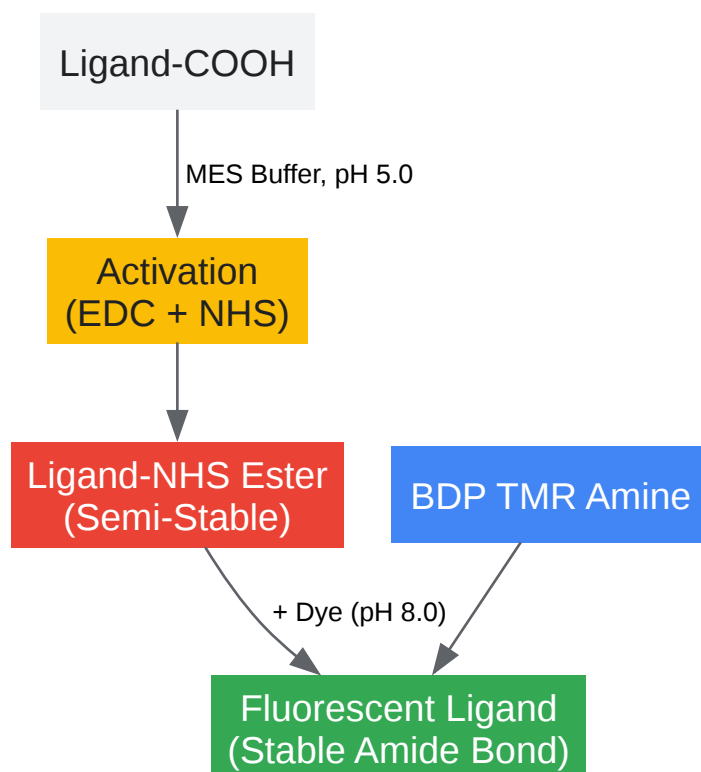 Ligand-COOH
MES Buffer, pH 5.0
Activation
(EDC + NHS)
Ligand-NHS Ester
(Semi-Stable)
BDP TMR Amine
+ Dye (pH 8.0)
Fluorescent Ligand
(Stable Amide Bond)